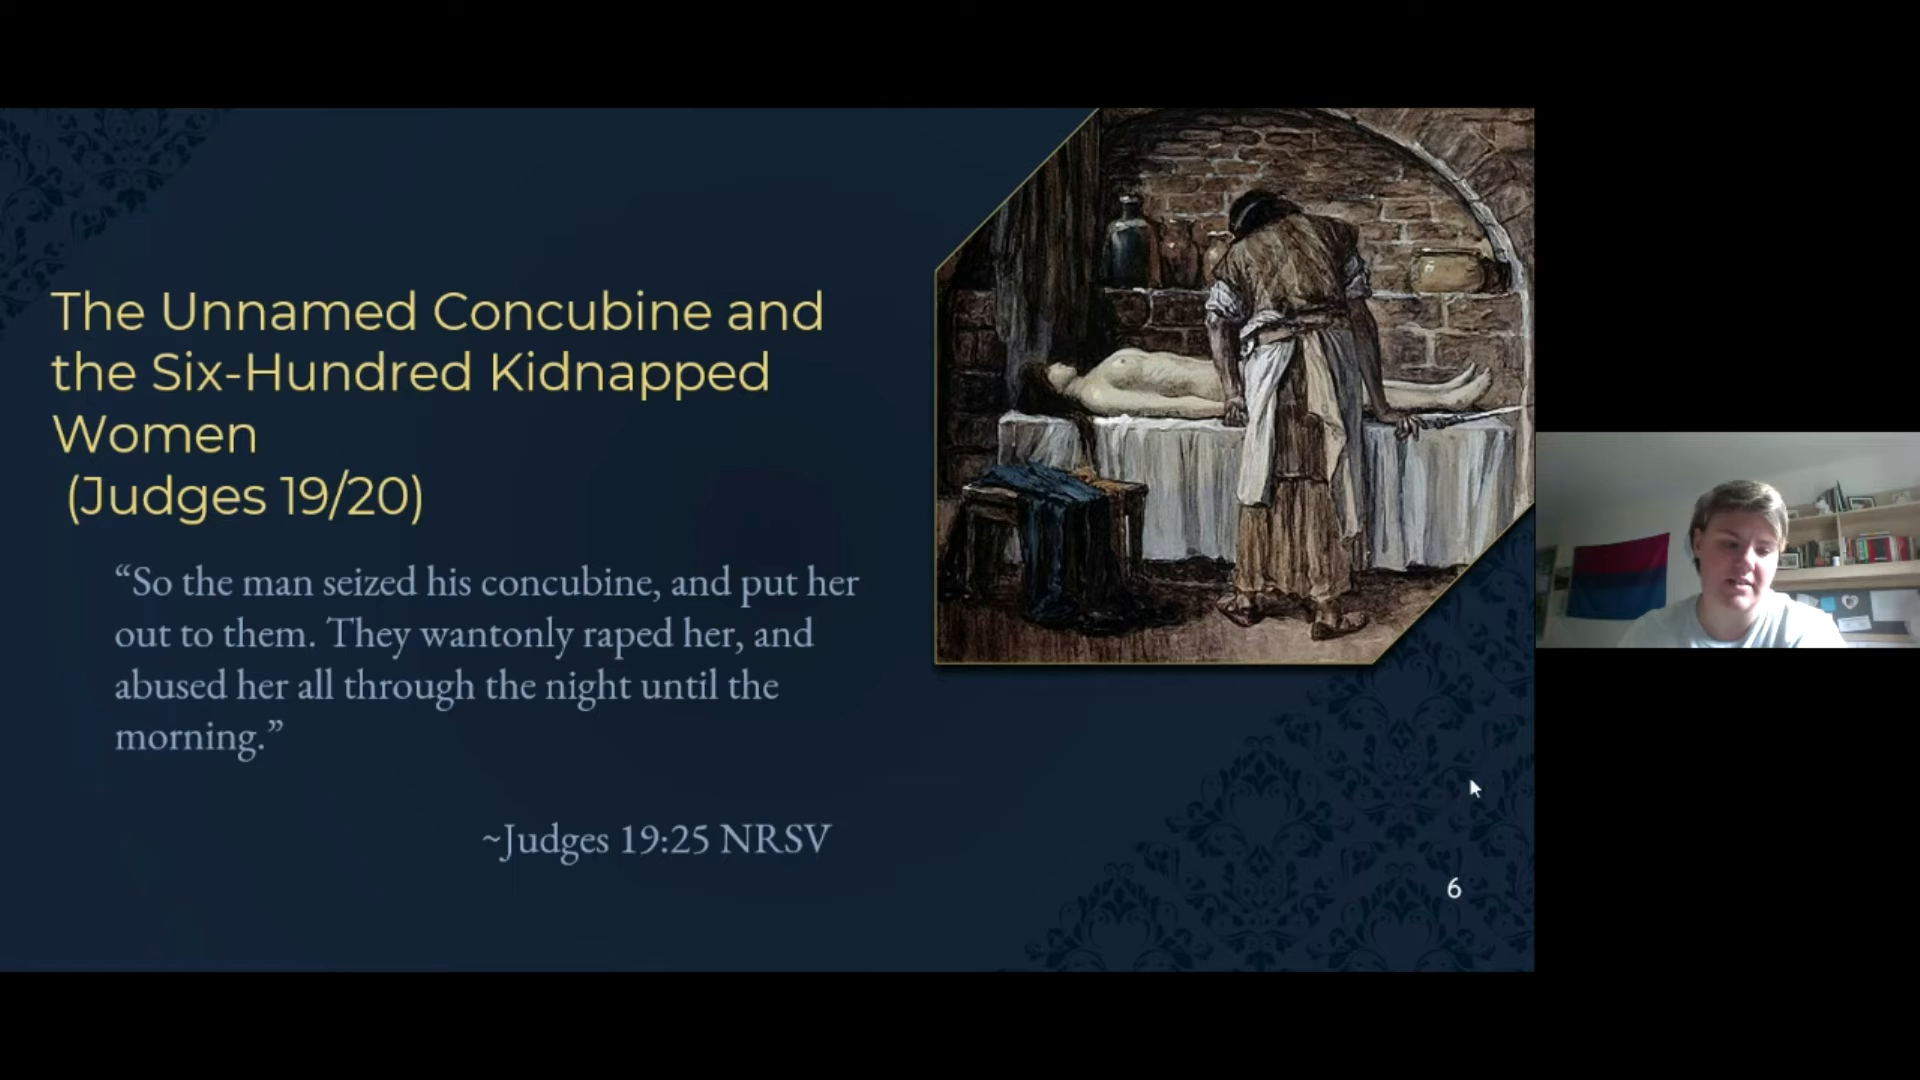 The Unnamed Concubine and
the Six-Hundred Kidnapped
Women
(Judges 19/20)
“So the man seized his concubine, and put her
out to them. They wantonly raped her, and
abused her all through the night until the
morning.”
~Judges 19:25 NRSV
6